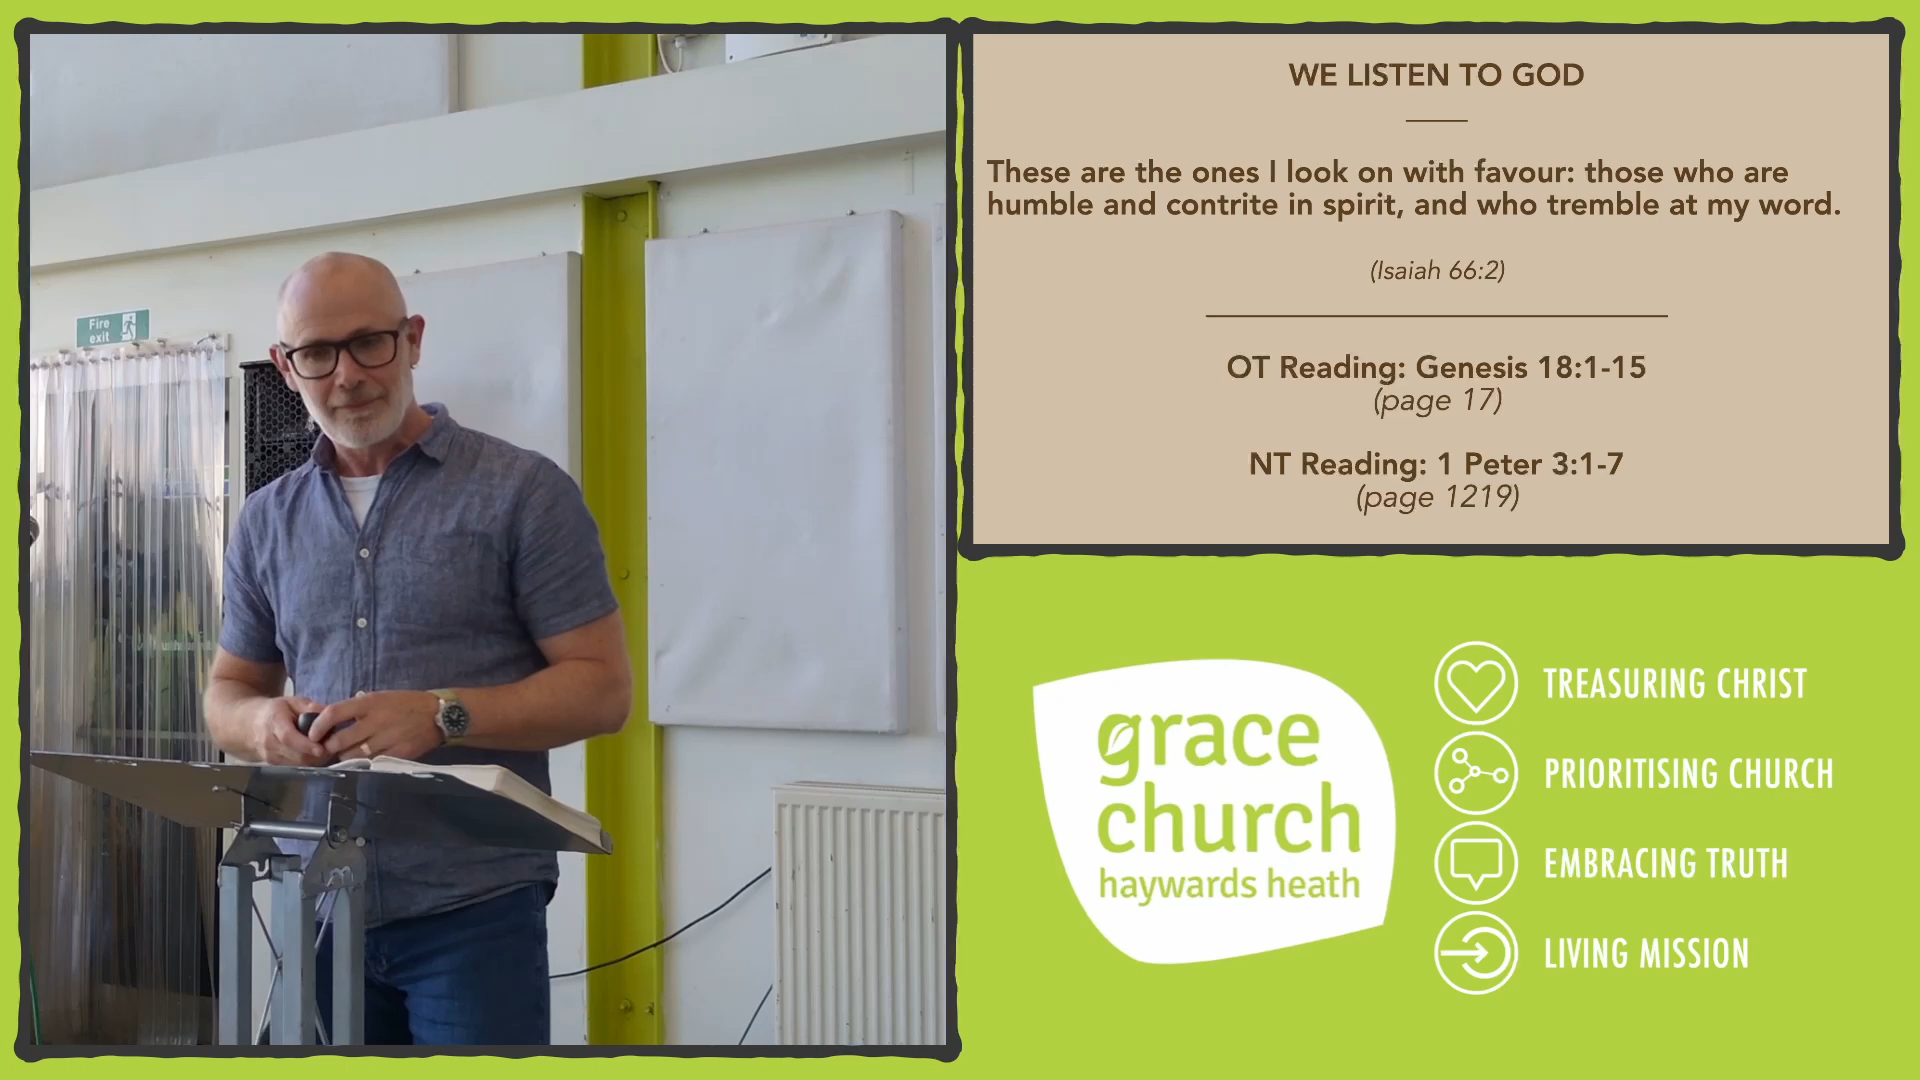 Fire
exit
WE LISTEN TO GOD
These are the ones I look on with favour: those who are
humble and contrite in spirit, and who tremble at my word.
(Isaiah 66:2)
OT Reading: Genesis 18:1-15
(page 17)
NT Reading: 1 Peter 3:1-7
(page 1219)
grace
church
haywards heath
TREASURING CHRIST
PRIORITISING CHURCH
EMBRACING TRUTH
LIVING MISSION